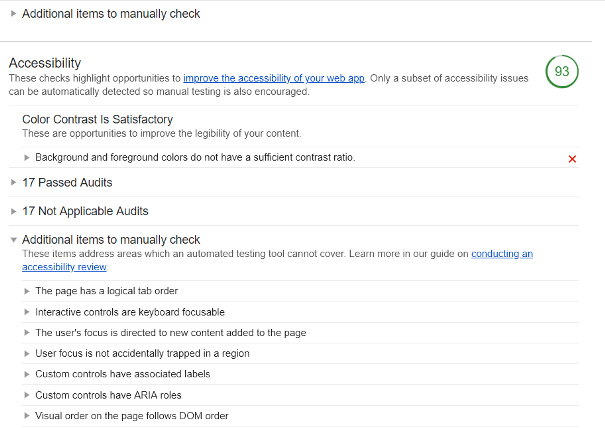 Additional items to manually check
Accessibility
These checks highlight opportunities to improve the accessibility of your web app. Only a subset of accessibility issues
can be automatically detected so manual testing is also encouraged.
93
Color Contrast Is Satisfactory
These are opportunities to improve the legibility of your content.
Background and foreground colors do not have a sufficient contrast ratio.
17 Passed Audits
17 Not Applicable Audits
Additional items to manually check
These items address areas which an automated testing tool cannot cover. Learn more in our guide on conducting an
accessibility review.
The page has a logical tab order
Interactive controls are keyboard focusable
The user's focus is directed to new content added to the page
User focus is not accidentally trapped in a region
Custom controls have associated labels
Custom controls have ARIA roles
Visual order on the page follows DOM order